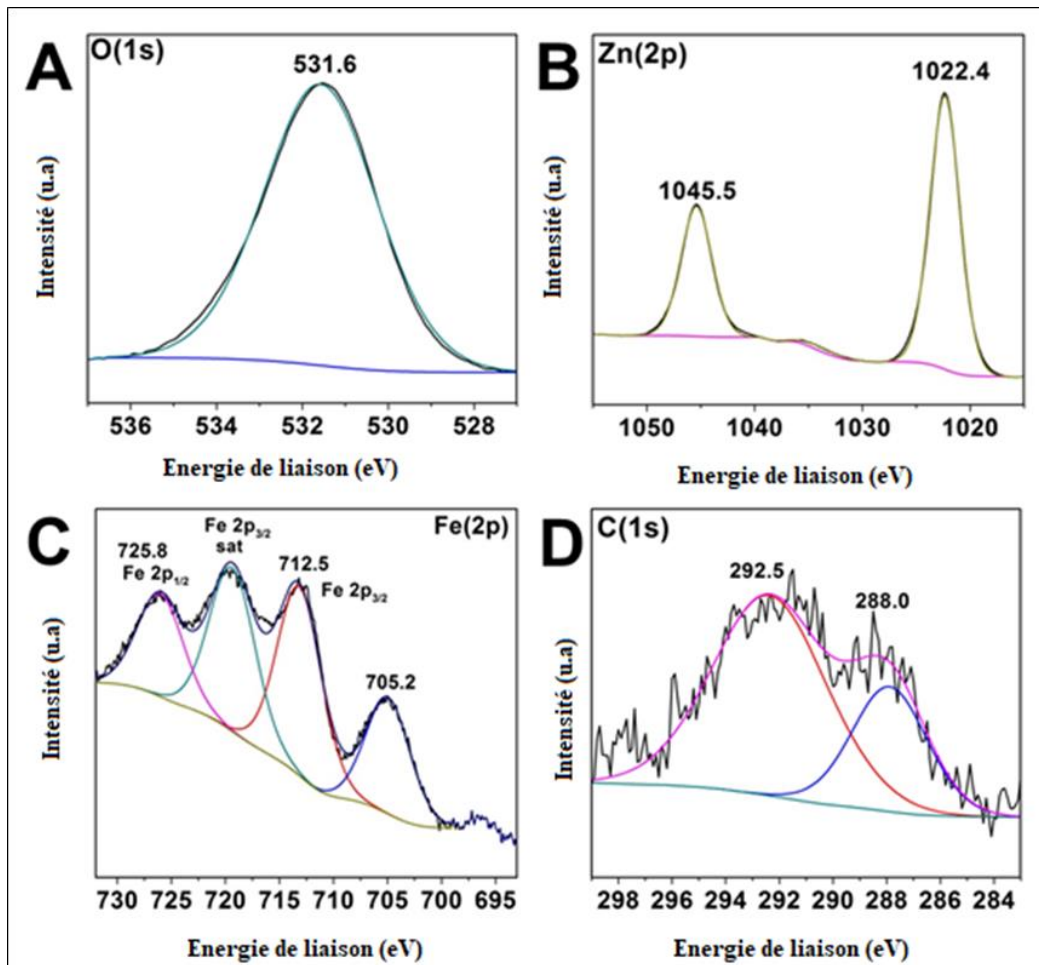 A
O(1s)
531.6
Intensité (u.a)
536 534 532 530 528
Energie de liaison (eV)
B
Zn(2p)
1022.4
1045.5
Intensité (u.a)
1050 1040 1030 1020
Energie de liaison (eV)
C
Fe(2p)
Fe 2p3/2
sat
725.8
Fe 2p1/2
712.5
Fe 2p3/2
705.2
Intensité (u.a)
730 725 720 715 710 705 700 695
Energie de liaison (eV)
D
C(1s)
292.5
288.0
Intensité (u.a)
298 296 294 292 290 288 286 284
Energie de liaison (eV)